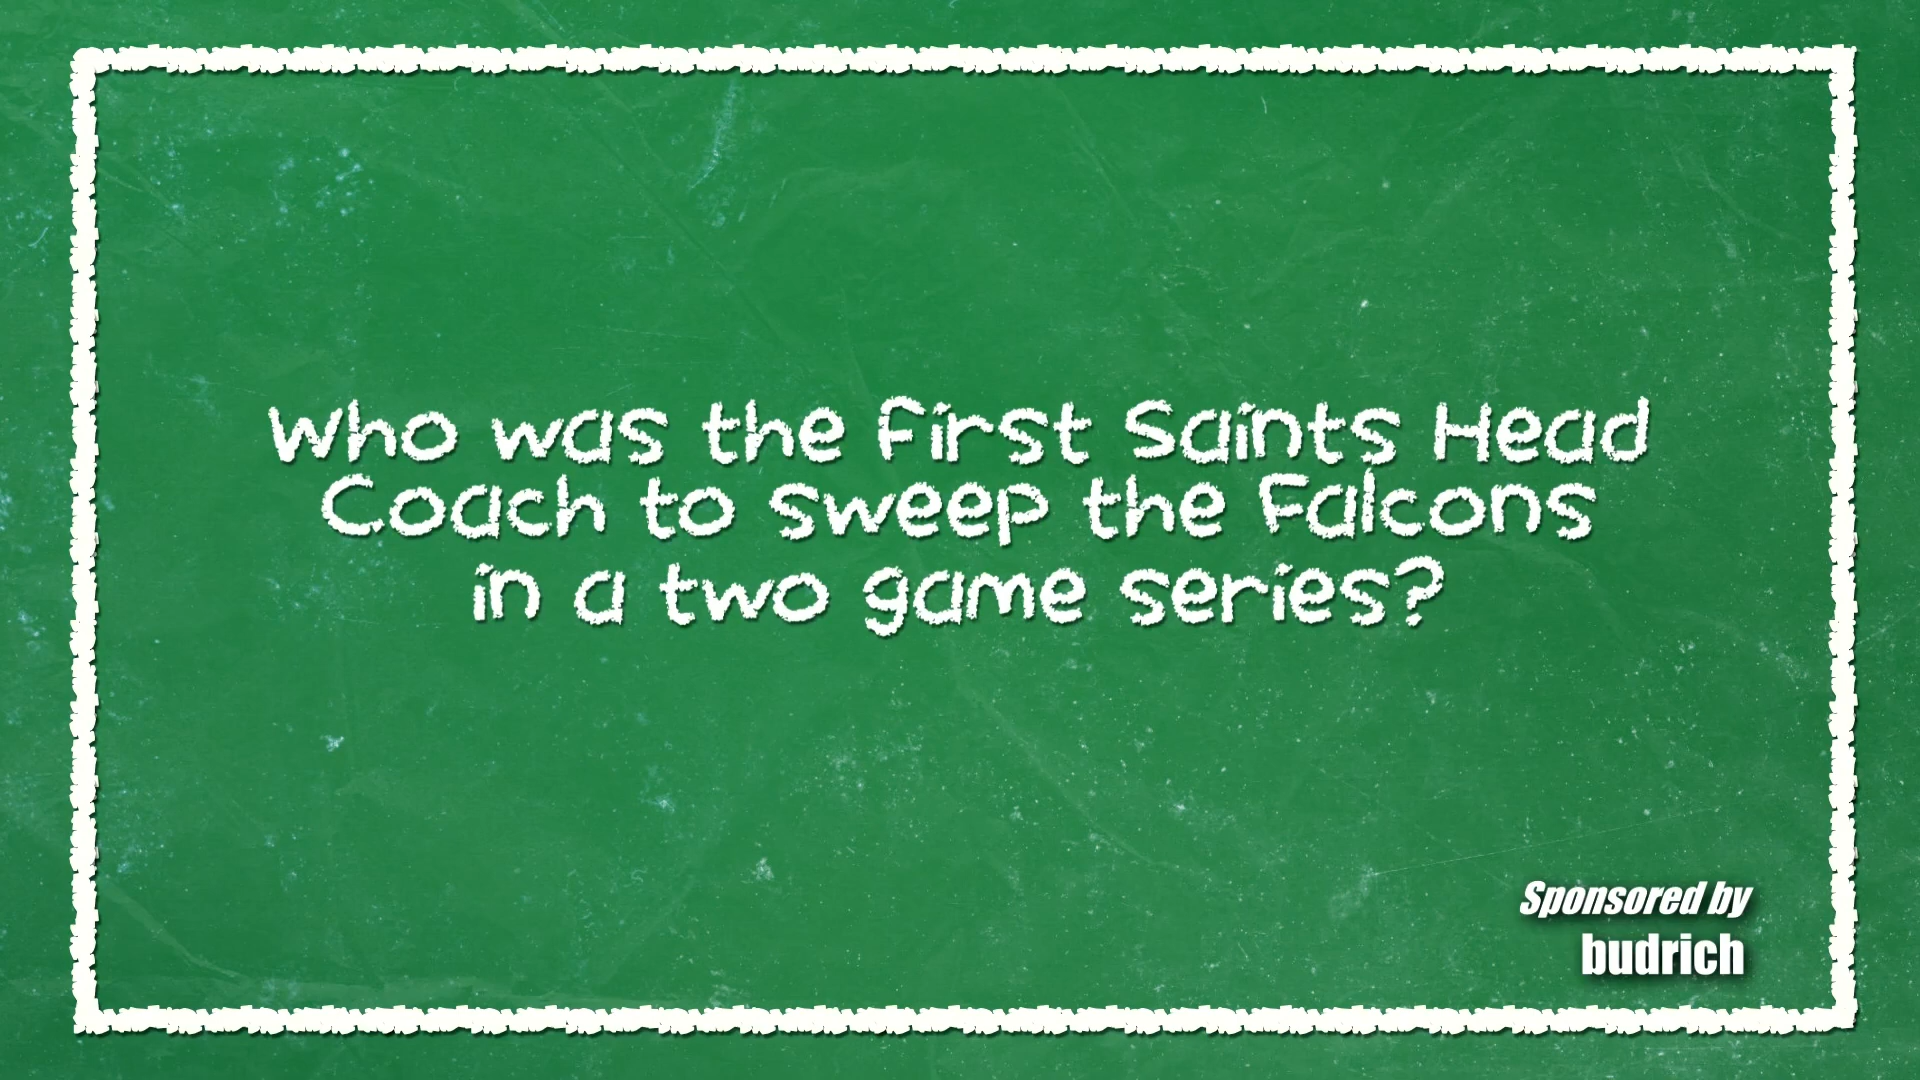 Who was the first Saints Head
Coach to sweep the Falcons
in a two game series?
Sponsored by
budrich